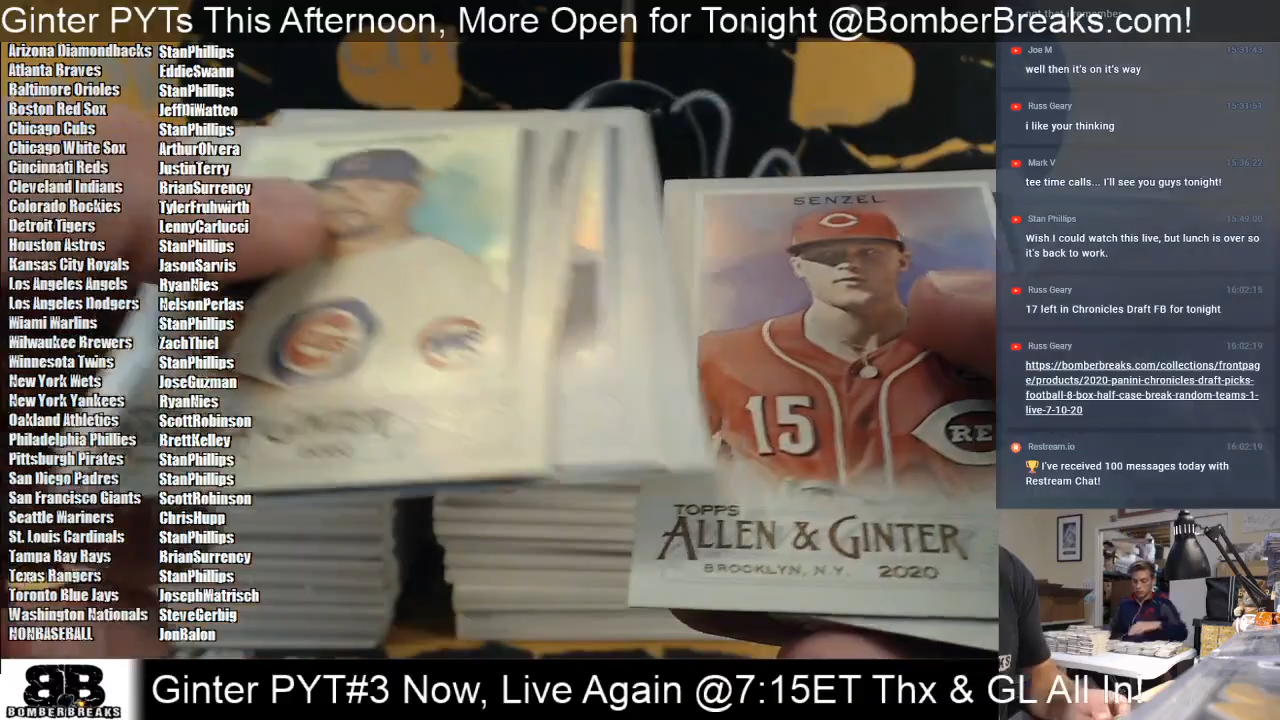 Ginter PYTs This Afternoon, More Open for Tonight @BomberBreaks.com!
Arizona Diamondbacks StanPhillips
Atlanta Braves EddieSwann
Baltimore Orioles StanPhillips
Boston Red Sox JeffDiMatteo
Chicago Cubs StanPhillips
Chicago White Sox ArthurOlvera
Cincinnati Reds JustinTerry
Cleveland Indians BrianSurrency
Colorado Rockies TylerFruhwirth
Detroit Tigers LennyCarlucci
Houston Astros StanPhillips
Kansas City Royals JasonSarvis
Los Angeles Angels RyanNies
Los Angeles Dodgers NelsonPerlas
Miami Marlins StanPhillips
Milwaukee Brewers ZachThiel
Minnesota Twins StanPhillips
New York Mets JoseGuzman
New York Yankees RyanNies
Oakland Athletics ScottRobinson
Philadelphia Phillies BrettKelley
Pittsburgh Pirates StanPhillips
San Diego Padres StanPhillips
San Francisco Giants ScottRobinson
Seattle Mariners ChrisHupp
St. Louis Cardinals StanPhillips
Tampa Bay Rays BrianSurrency
Texas Rangers StanPhillips
Toronto Blue Jays JosephWatrisch
Washington Nationals SteveGerbig
NONBASEBALL JonRalon
SENZEL
15
RE
TOPPS
ALLEN & GINTER
BROOKLYN, N.Y. 2020
not that i remember
Joe M 15:31:43
well then it's on it's way
Russ Geary 15:31:51
i like your thinking
Mark V 15:36:22
tee time calls... I'll see you guys tonight!
Stan Phillips 15:49:00
Wish I could watch this live, but lunch is over so
it's back to work.
Russ Geary 16:02:15
17 left in Chronicles Draft FB for tonight
Russ Geary 16:02:19
https://bomberbreaks.com/collections/frontpag
e/products/2020-panini-chronicles-draft-picks-
football-8-box-half-case-break-random-teams-1-
live-7-10-20
Restream.io 16:02:19
🏆 I've received 100 messages today with
Restream Chat!
BB
BOMBERBREAKS
Ginter PYT#3 Now, Live Again @7:15ET Thx & GL All In!